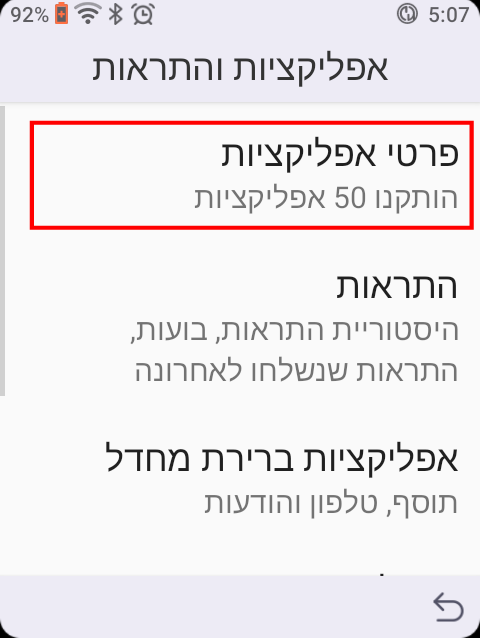 92% 5:07
אפליקציות והתראות
פרטי אפליקציות
הותקנו 50 אפליקציות
התראות
היסטוריית התראות, בועות,
התראות שנשלחו לאחרונה
אפליקציות ברירת מחדל
תוסף, טלפון והודעות